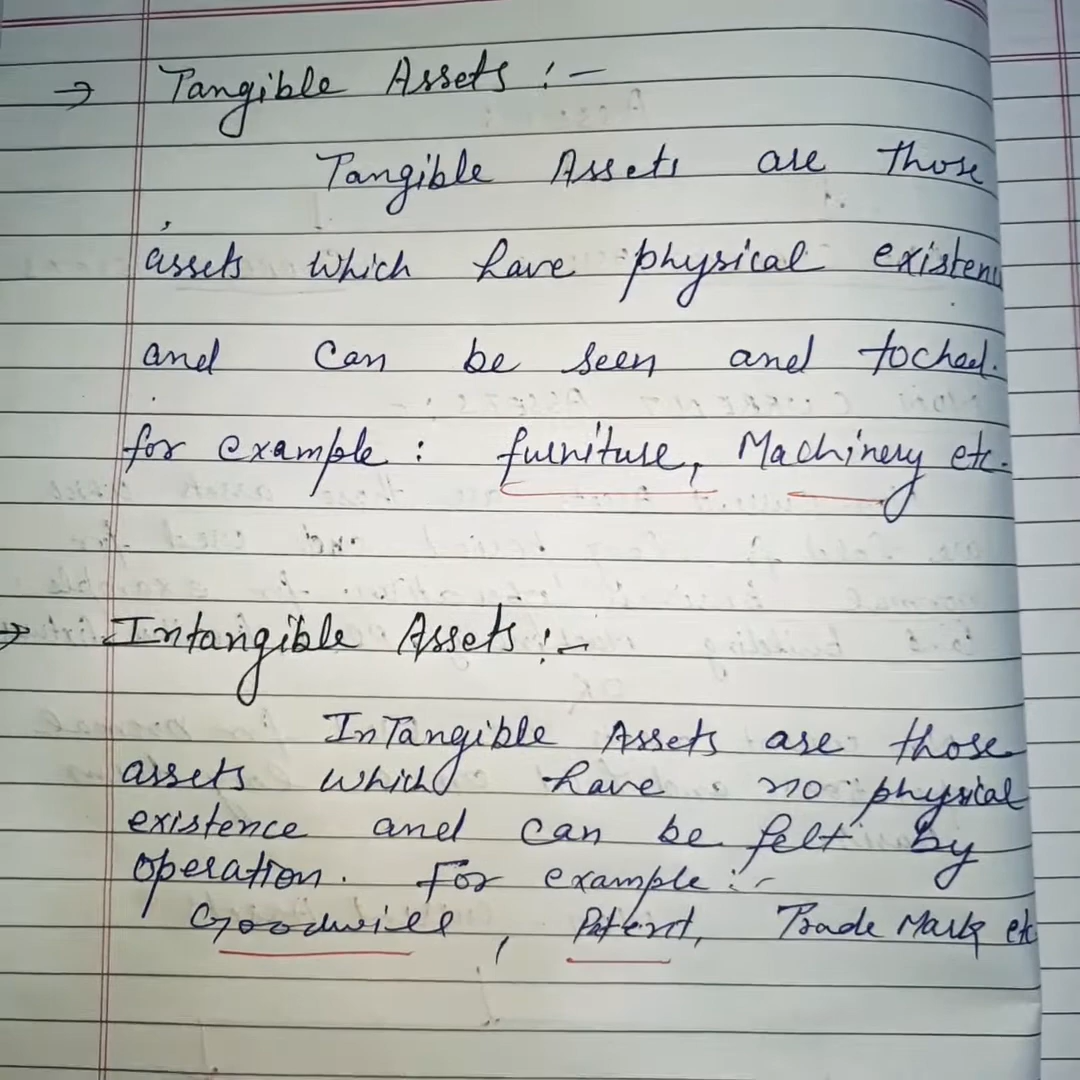 → Tangible Assets :-
Tangible Assets are those
assets which have physical existenc
and can be seen and toched.
for example : furniture, Machinery etc.
→ Intangible Assets :-
InTangible Assets are those
assets which have no physical
existence and can be felt by
operation. For example :-
Goodwill, Patent, Trade Mark etc